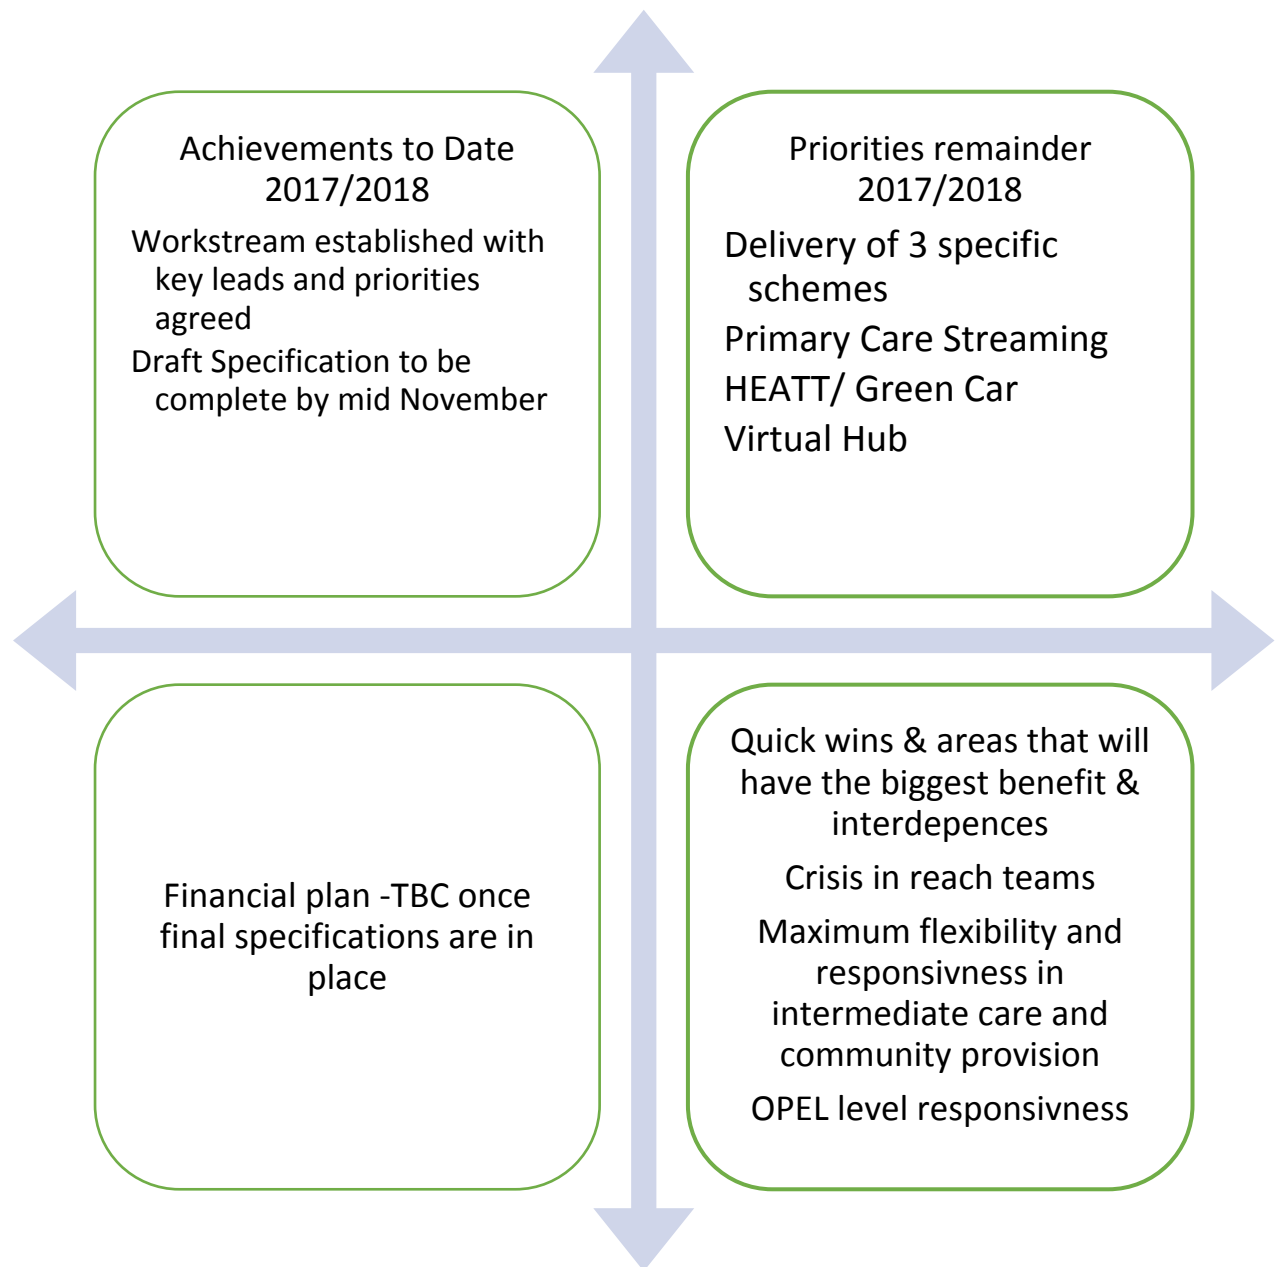 Achievements to Date
2017/2018
Workstream established with
key leads and priorities
agreed
Draft Specification to be
complete by mid November
Priorities remainder
2017/2018
Delivery of 3 specific
schemes
Primary Care Streaming
HEATT/ Green Car
Virtual Hub
Financial plan -TBC once
final specifications are in
place
Quick wins & areas that will
have the biggest benefit &
interdepences
Crisis in reach teams
Maximum flexibility and
responsivness in
intermediate care and
community provision
OPEL level responsivness